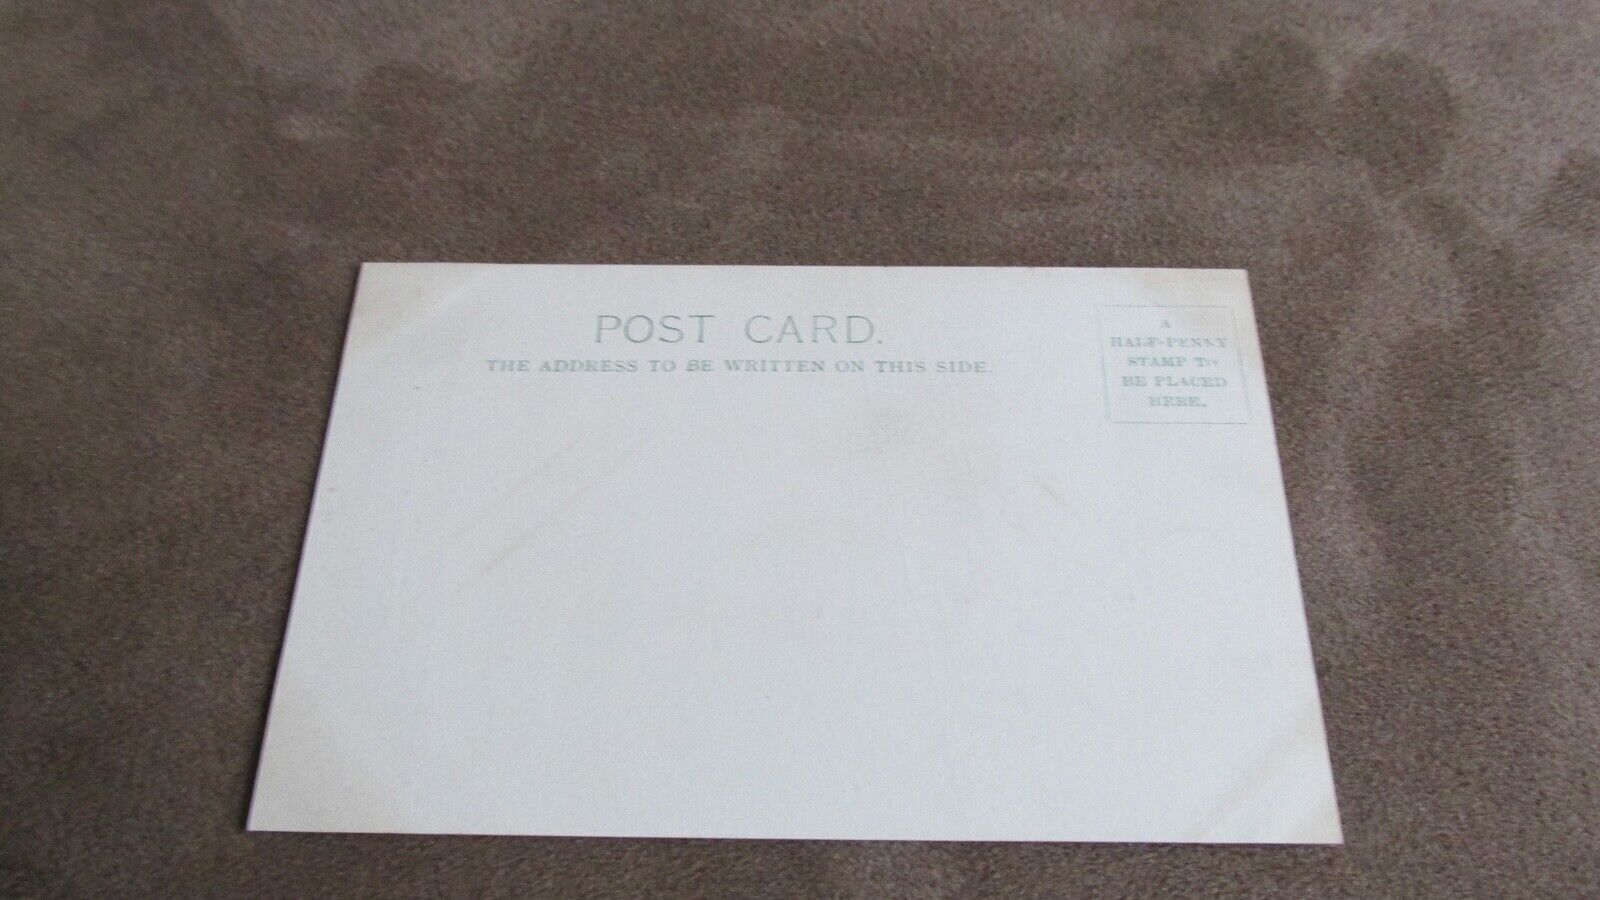 POST CARD.
THE ADDRESS TO BE WRITTEN ON THIS SIDE.
A
HALF-PENNY
STAMP TO
BE PLACED
HERE.